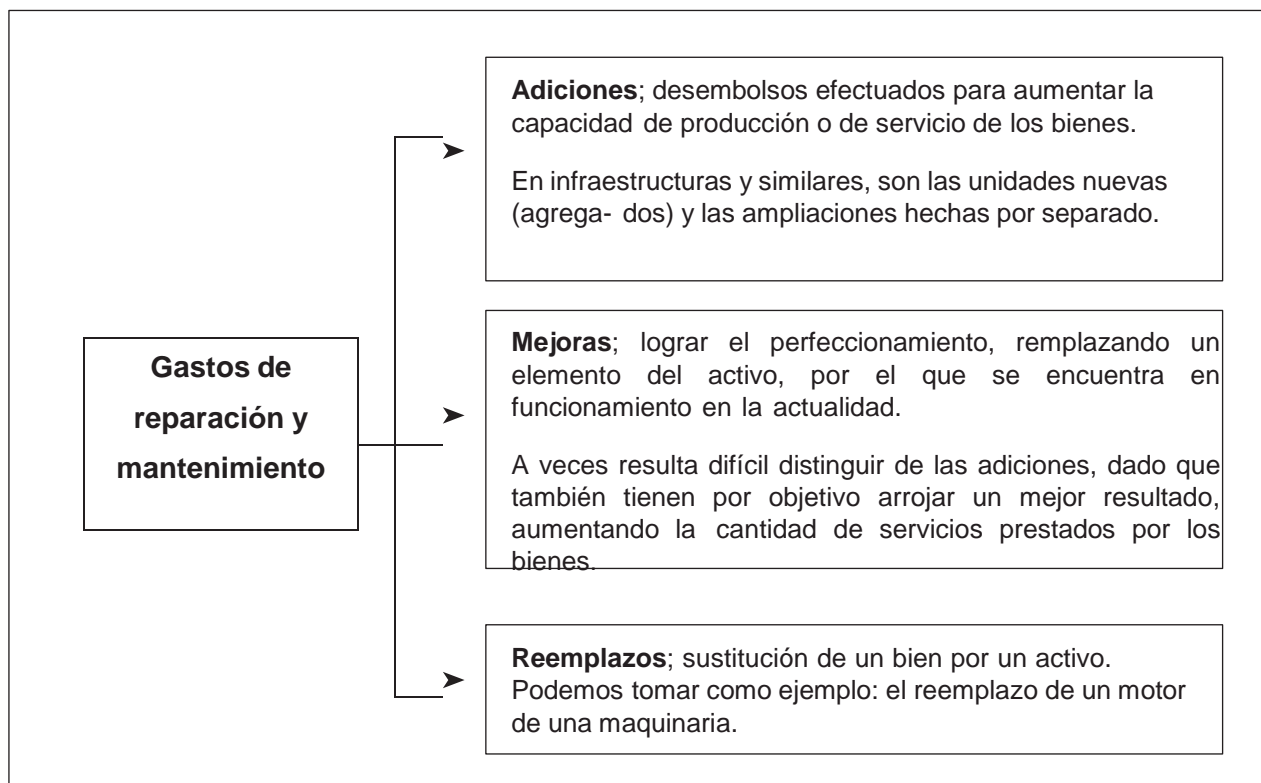 Adiciones; desembolsos efectuados para aumentar la
capacidad de producción o de servicio de los bienes.
En infraestructuras y similares, son las unidades nuevas
(agrega- dos) y las ampliaciones hechas por separado.
Gastos de
reparación y
mantenimiento
Mejoras; lograr el perfeccionamiento, remplazando un
elemento del activo, por el que se encuentra en
funcionamiento en la actualidad.
A veces resulta difícil distinguir de las adiciones, dado que
también tienen por objetivo arrojar un mejor resultado,
aumentando la cantidad de servicios prestados por los
bienes.
Reemplazos; sustitución de un bien por un activo.
Podemos tomar como ejemplo: el reemplazo de un motor
de una maquinaria.